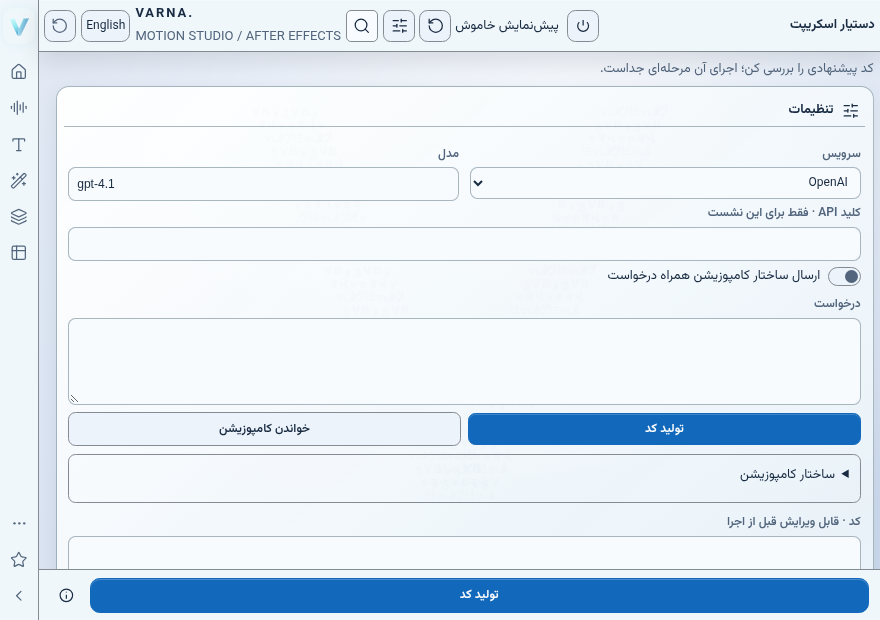 دستیار اسکریپت
پیش‌نمایش خاموش
VARNA.
MOTION STUDIO / AFTER EFFECTS
English
کد پیشنهادی را بررسی کن؛ اجرای آن مرحله‌ای جداست.
تنظیمات
سرویس
مدل
OpenAI
gpt-4.1
کلید API · فقط برای این نشست
ارسال ساختار کامپوزیشن همراه درخواست
درخواست
تولید کد
خواندن کامپوزیشن
ساختار کامپوزیشن
کد · قابل ویرایش قبل از اجرا
تولید کد